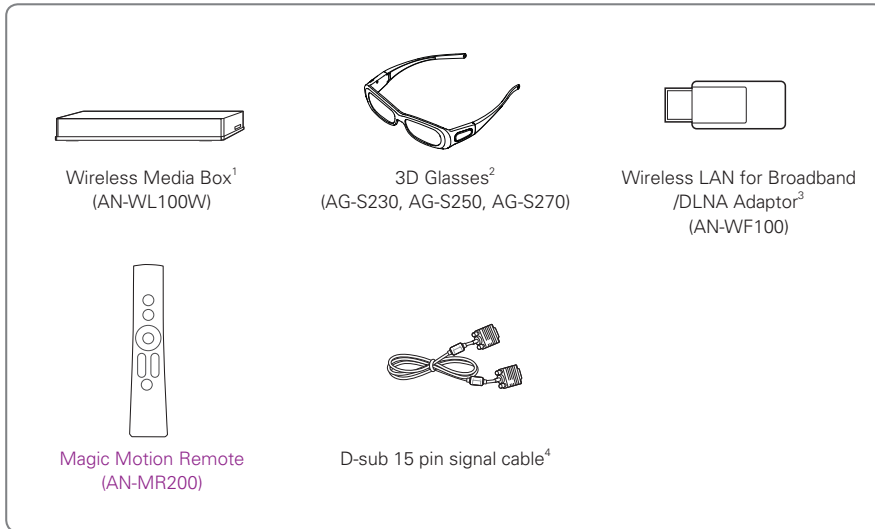 Wireless Media Box¹
(AN-WL100W)
3D Glasses²
(AG-S230, AG-S250, AG-S270)
Wireless LAN for Broadband
/DLNA Adaptor³
(AN-WF100)
Magic Motion Remote
(AN-MR200)
D-sub 15 pin signal cable⁴